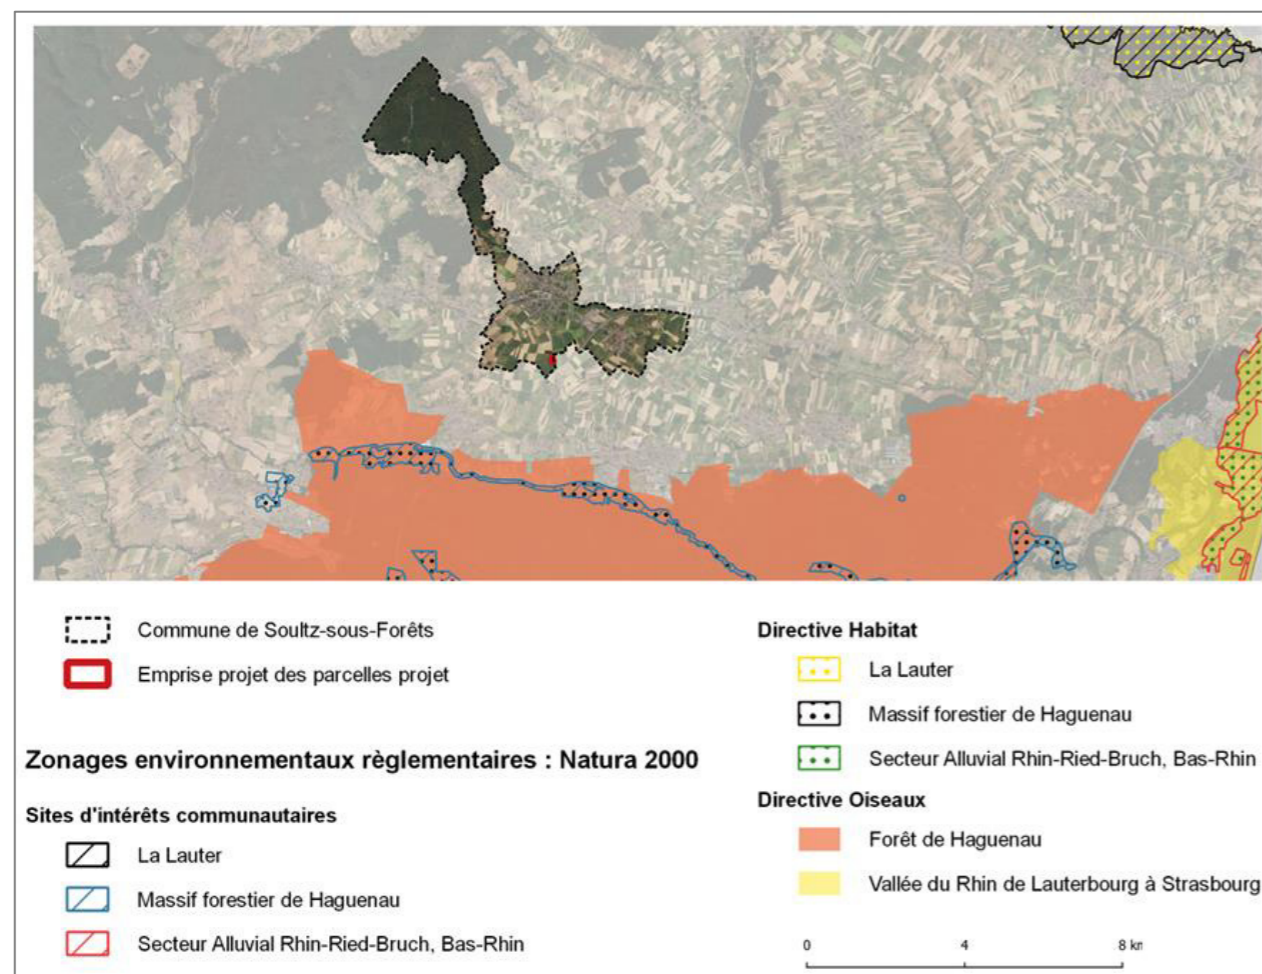 Commune de Soultz-sous-Forêts
Emprise projet des parcelles projet
Zonages environnementaux règlementaires : Natura 2000
Sites d'intérêts communautaires
La Lauter
Massif forestier de Haguenau
Secteur Alluvial Rhin-Ried-Bruch, Bas-Rhin
Directive Habitat
La Lauter
Massif forestier de Haguenau
Secteur Alluvial Rhin-Ried-Bruch, Bas-Rhin
Directive Oiseaux
Forêt de Haguenau
Vallée du Rhin de Lauterbourg à Strasbourg
0 4 8 km